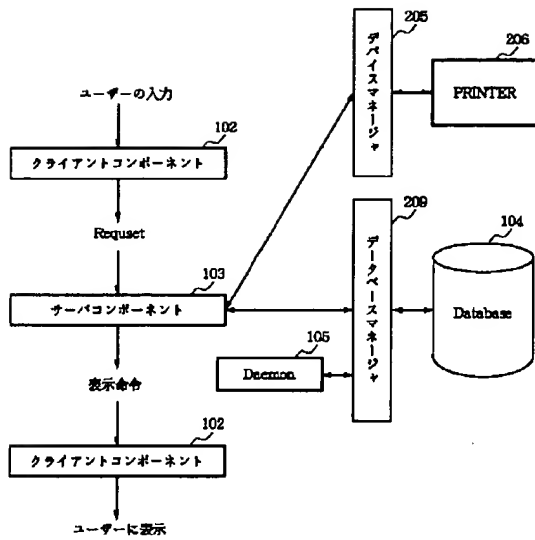 ユーザーの入力
102
クライアントコンポーネント
Requset
103
サーバコンポーネント
表示命令
102
クライアントコンポーネント
ユーザーに表示
205
デバイスマネージャ
206
PRINTER
209
データベースマネージャ
104
Database
105
Daemon